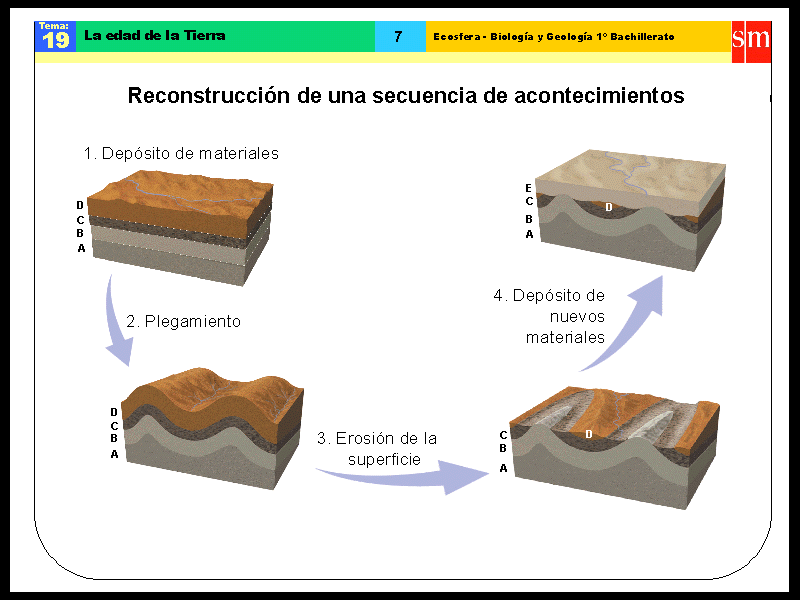 Tema:
19
La edad de la Tierra
7
Ecosfera - Biología y Geología 1º Bachillerato
sm
Reconstrucción de una secuencia de acontecimientos
1. Depósito de materiales
D
C
B
A
E
C
D
B
A
2. Plegamiento
4. Depósito de
nuevos
materiales
D
C
B
A
3. Erosión de la
superficie
C
D
B
A